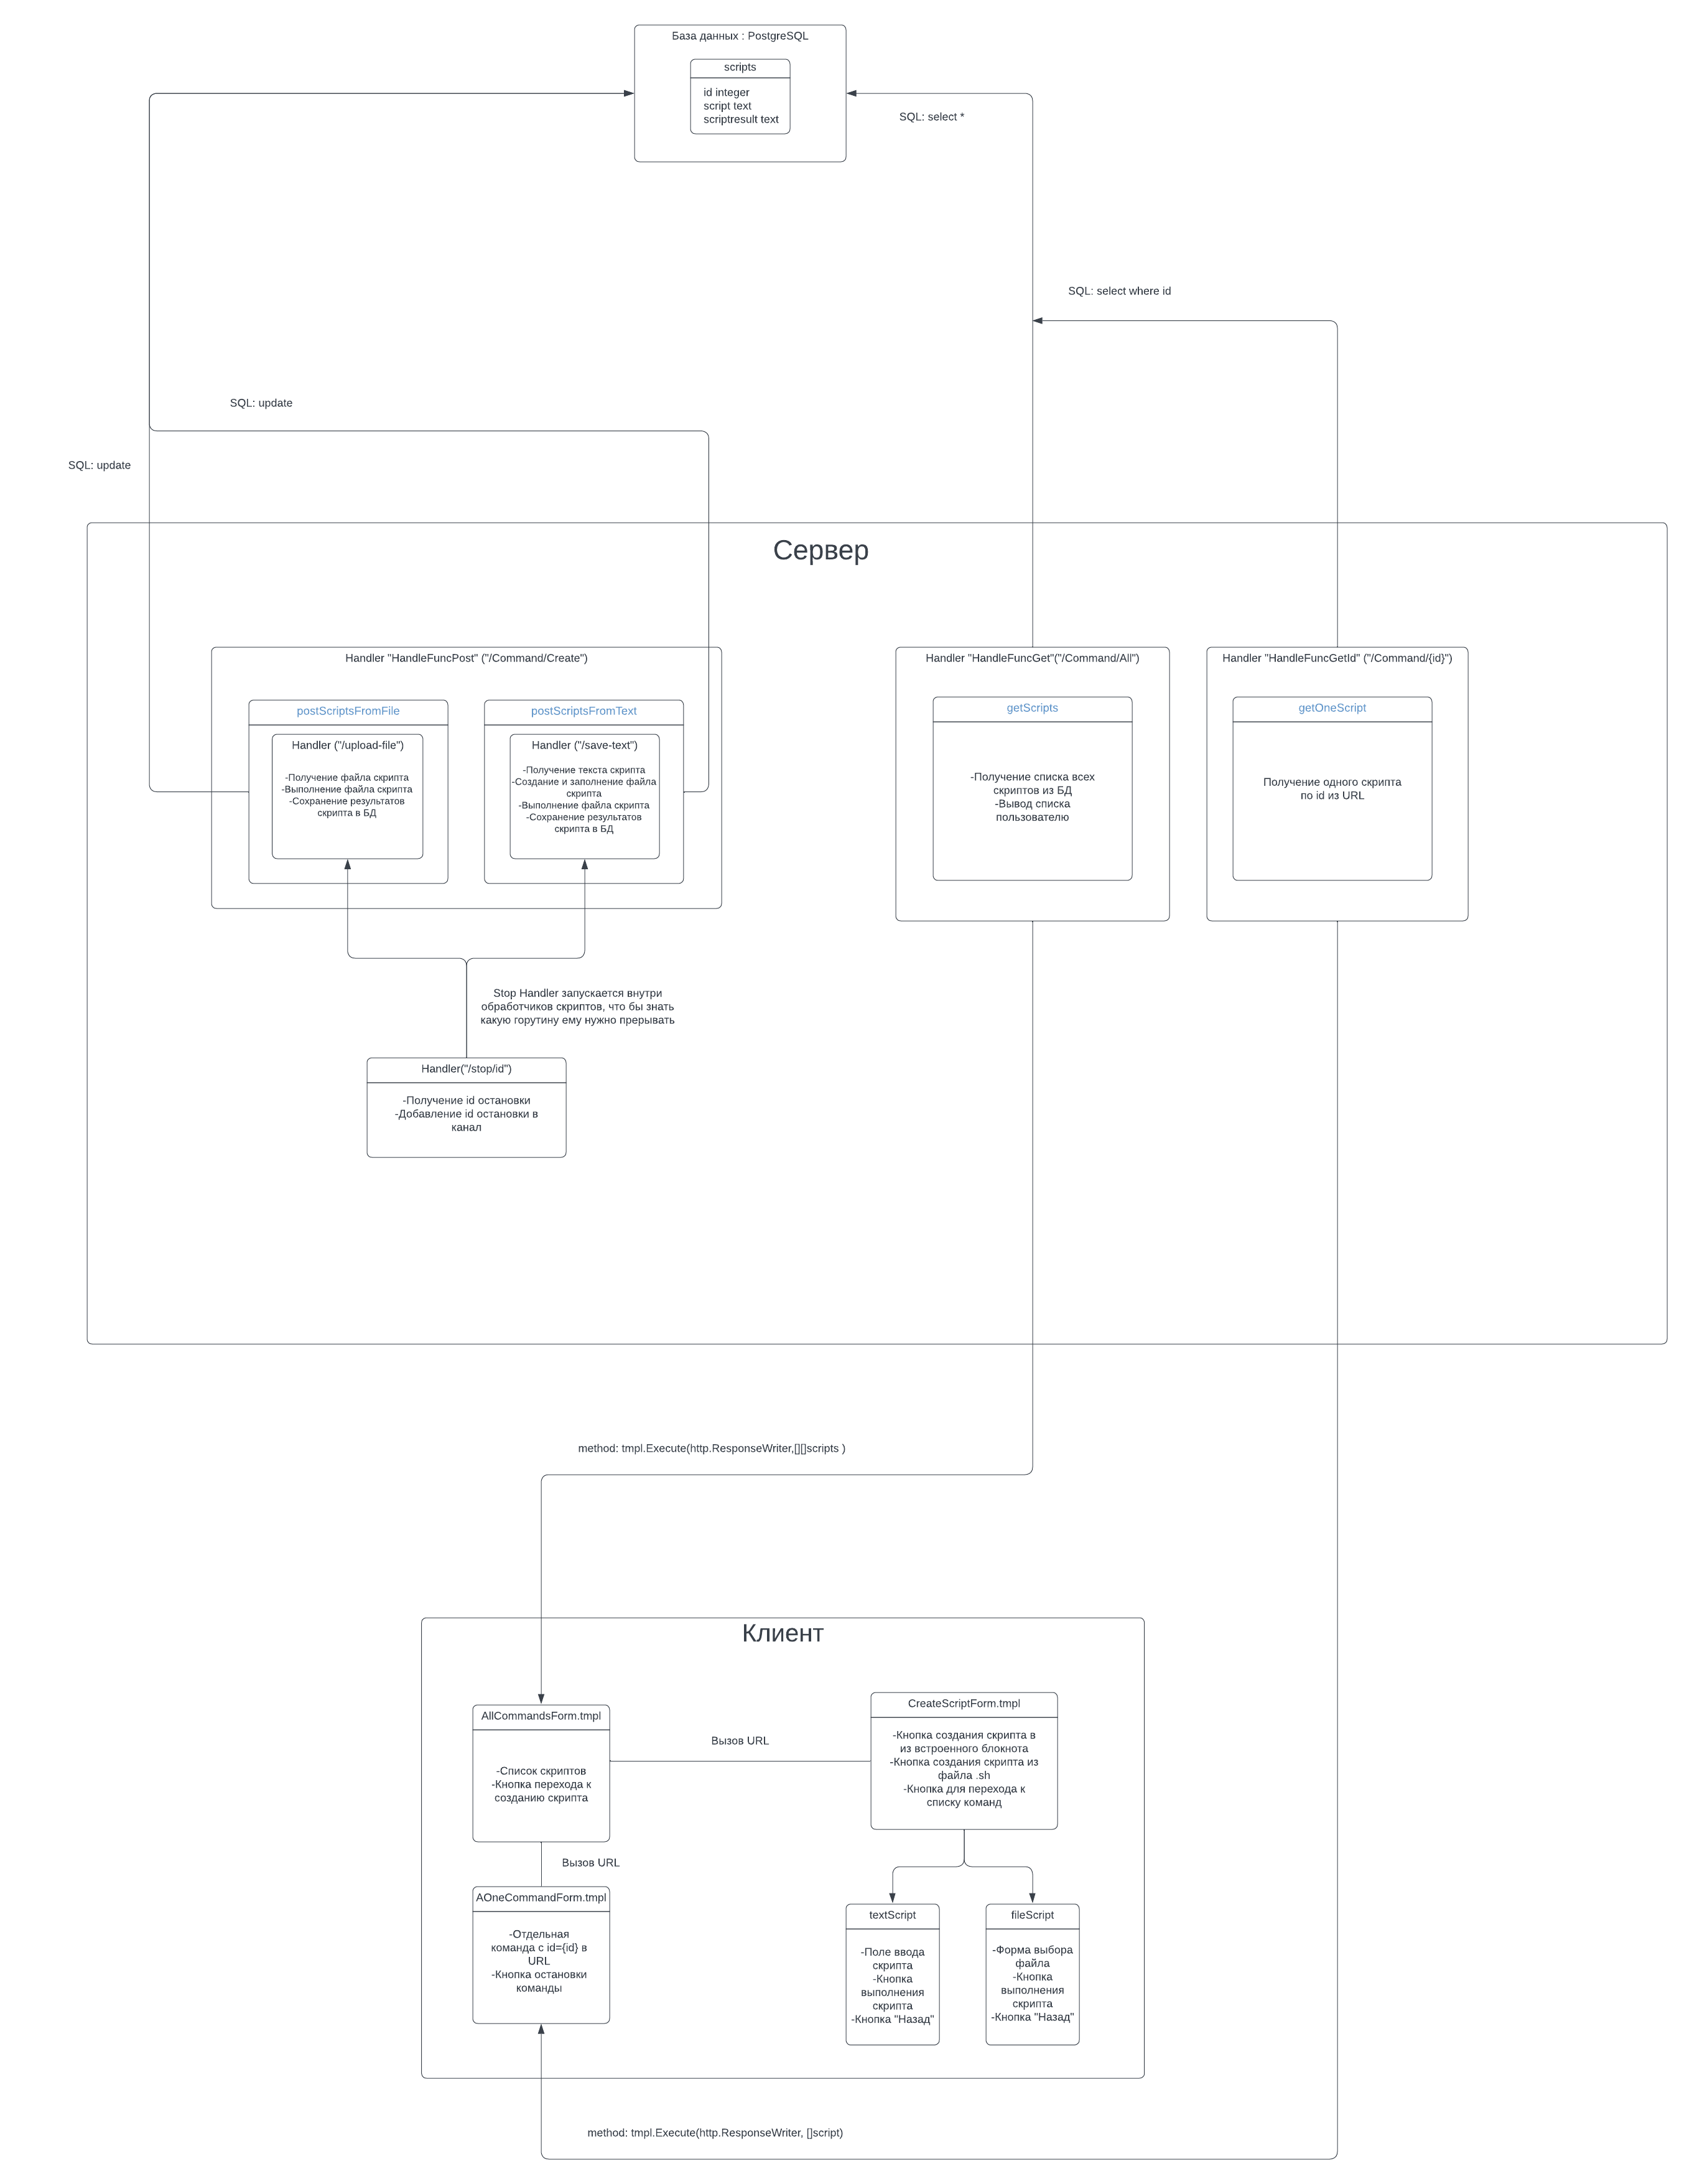 База данных : PostgreSQL
scripts
id integer
script text
scriptresult text
SQL: select *
SQL: select where id
SQL: update
SQL: update
Сервер
Handler "HandleFuncPost" ("/Command/Create")
postScriptsFromFile
Handler ("/upload-file")
-Получение файла скрипта
-Выполнение файла скрипта
-Сохранение результатов
скрипта в БД
postScriptsFromText
Handler ("/save-text")
-Получение текста скрипта
-Создание и заполнение файла
скрипта
-Выполнение файла скрипта
-Сохранение результатов
скрипта в БД
Handler "HandleFuncGet"("/Command/All")
getScripts
-Получение списка всех
скриптов из БД
-Вывод списка
пользователю
Handler "HandleFuncGetId" ("/Command/{id}")
getOneScript
Получение одного скрипта
по id из URL
Stop Handler запускается внутри
обработчиков скриптов, что бы знать
какую горутину ему нужно прерывать
Handler("/stop/id")
-Получение id остановки
-Добавление id остановки в
канал
method: tmpl.Execute(http.ResponseWriter,[][]scripts )
Клиент
AllCommandsForm.tmpl
-Список скриптов
-Кнопка перехода к
созданию скрипта
Вызов URL
CreateScriptForm.tmpl
-Кнопка создания скрипта в
из встроенного блокнота
-Кнопка создания скрипта из
файла .sh
-Кнопка для перехода к
списку команд
Вызов URL
AOneCommandForm.tmpl
-Отдельная
команда с id={id} в
URL
-Кнопка остановки
команды
textScript
-Поле ввода
скрипта
-Кнопка
выполнения
скрипта
-Кнопка "Назад"
fileScript
-Форма выбора
файла
-Кнопка
выполнения
скрипта
-Кнопка "Назад"
method: tmpl.Execute(http.ResponseWriter, []script)